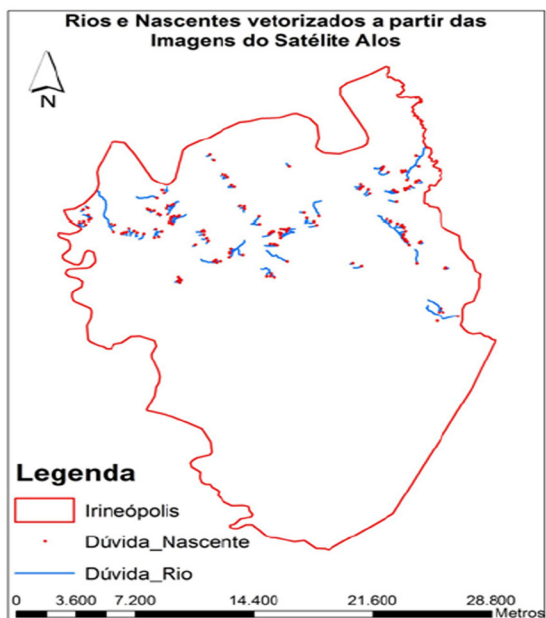 Rios e Nascentes vetorizados a partir das
Imagens do Satélite Alos
N
Legenda
Irineópolis
Dúvida_Nascente
Dúvida_Rio
0 3.600 7.200 14.400 21.600 28.800
Metros